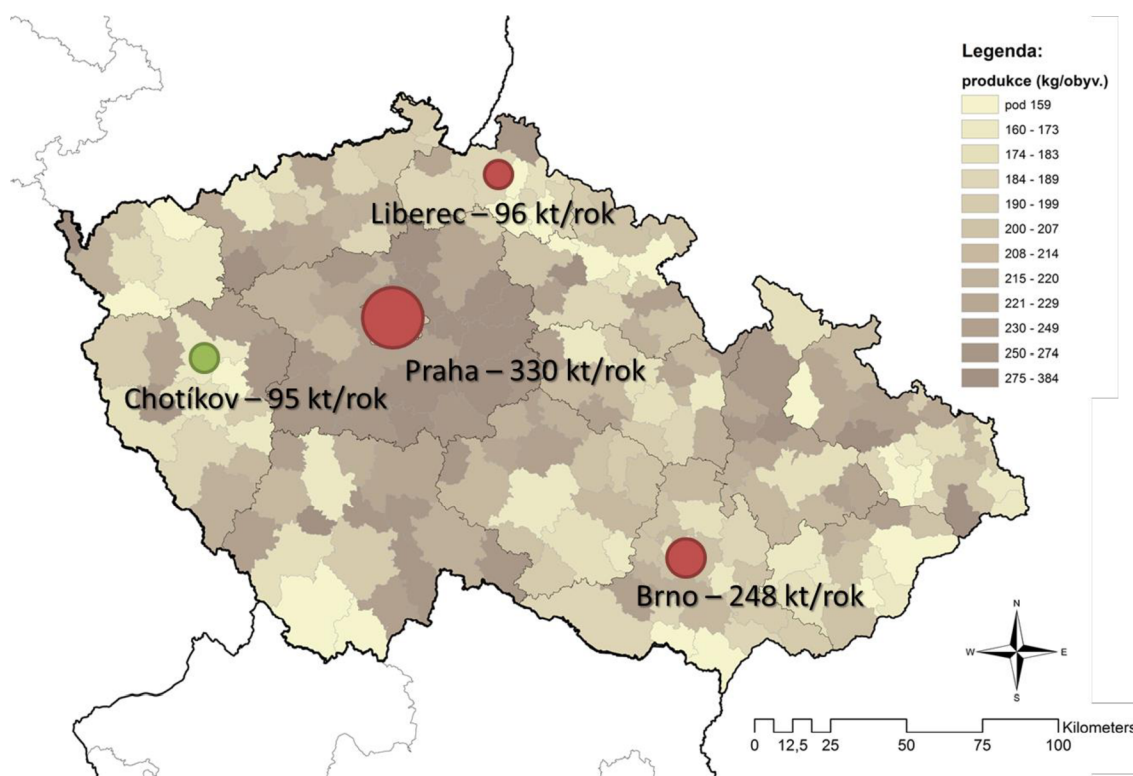 Legenda:
produkce (kg/obyv.)
pod 159
160 - 173
174 - 183
184 - 189
190 - 199
200 - 207
208 - 214
215 - 220
221 - 229
230 - 249
250 - 274
275 - 384
Liberec – 96 kt/rok
Praha – 330 kt/rok
Chotíkov – 95 kt/rok
Brno – 248 kt/rok
N
W E
S
Kilometers
0 12,5 25 50 75 100